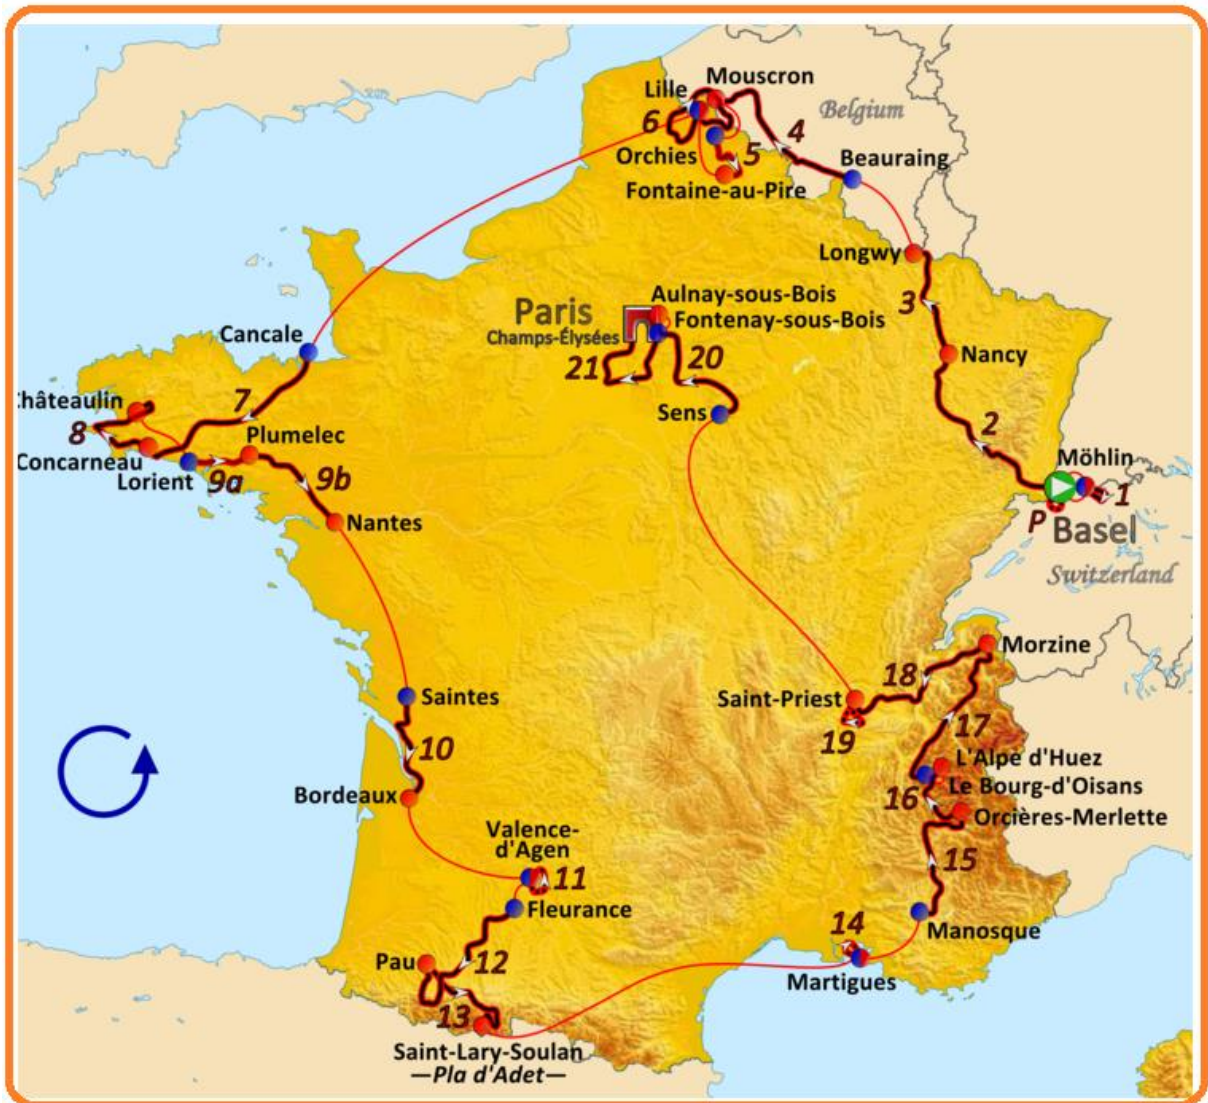 Lille
Mouscron
Belgium
6
4
Orchies
5
Beauraing
Fontaine-au-Pire
Longwy
Aulnay-sous-Bois
3
Paris
Champs-Élysées
Fontenay-sous-Bois
Cancale
21
20
Nancy
hâteaulin
7
Sens
2
8
Plumelec
Möhlin
Concarneau
Lorient
9a
9b
1
Nantes
P
Basel
Switzerland
Morzine
18
Saintes
Saint-Priest
17
19
10
L'Alpe d'Huez
Le Bourg-d'Oisans
Bordeaux
16
Orcières-Merlette
Valence-
d'Agen
15
11
Fleurance
14
Manosque
Pau
12
Martigues
13
Saint-Lary-Soulan
—Pla d'Adet—